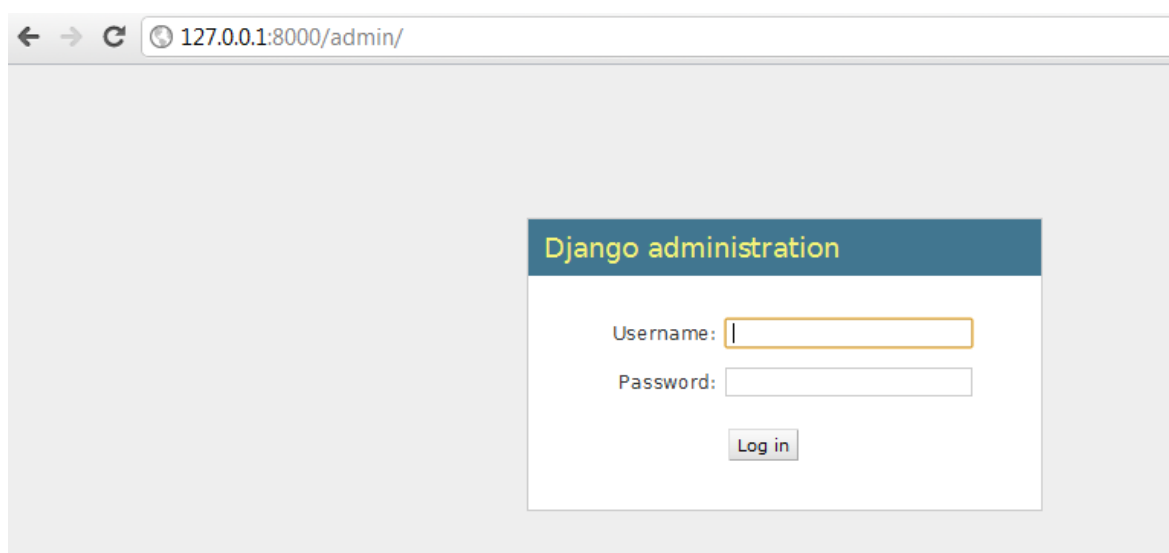 127.0.0.1:8000/admin/
Django administration
Username:
Password:
Log in